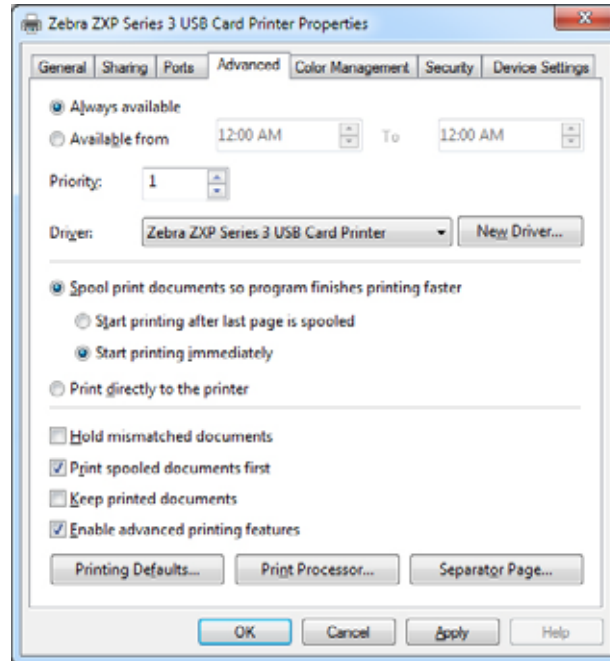 Zebra ZXP Series 3 USB Card Printer Properties
General Sharing Ports Advanced Color Management Security Device Settings
Always available
Available from 12:00 AM To 12:00 AM
Priority: 1
Driver: Zebra ZXP Series 3 USB Card Printer New Driver...
Spool print documents so program finishes printing faster
Start printing after last page is spooled
Start printing immediately
Print directly to the printer
Hold mismatched documents
Print spooled documents first
Keep printed documents
Enable advanced printing features
Printing Defaults... Print Processor... Separator Page...
OK Cancel Apply Help